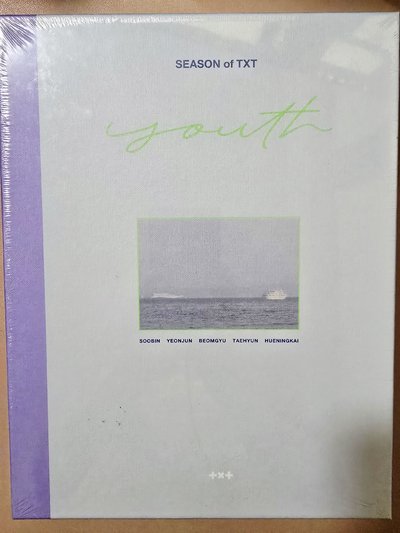 SEASON of TXT
youth
SOOBIN YEONJUN BEOMGYU TAEHYUN HUENINGKAI
+×+